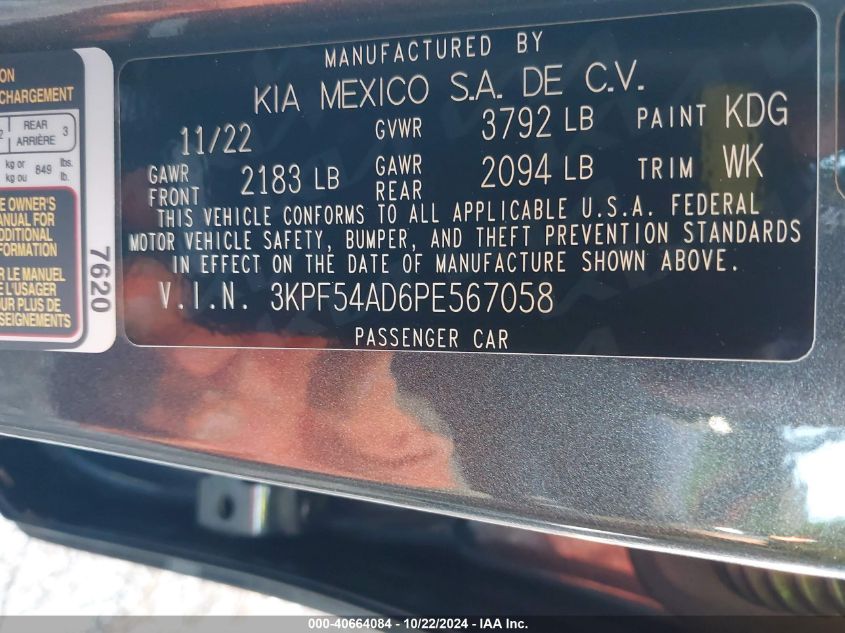 MANUFACTURED BY
KIA MEXICO S.A. DE C.V.
11/22 GVWR 3792 LB PAINT KDG
GAWR FRONT 2183 LB GAWR REAR 2094 LB TRIM WK
THIS VEHICLE CONFORMS TO ALL APPLICABLE U.S.A. FEDERAL
MOTOR VEHICLE SAFETY, BUMPER, AND THEFT PREVENTION STANDARDS
IN EFFECT ON THE DATE OF MANUFACTURE SHOWN ABOVE.
V.I.N. 3KPF54AD6PE567058
PASSENGER CAR
ON
CHARGEMENT
2 REAR ARRIÈRE 3
kg or kg ou 849 lbs. lb.
E OWNER'S
ANUAL FOR
DDITIONAL
FORMATION
R LE MANUEL
E L'USAGER
OUR PLUS DE
SEIGNEMENTS
7620
000-40664084 - 10/22/2024 - IAA Inc.